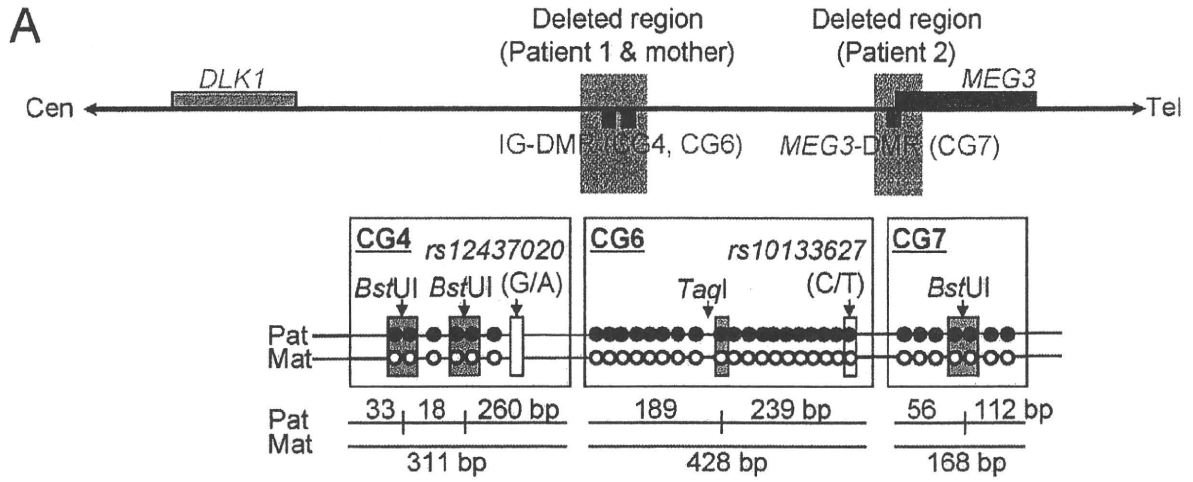 A
Deleted region (Patient 1 & mother)
Deleted region (Patient 2)
DLK1
MEG3
Cen
Tel
IG-DMR (CG4, CG6)
MEG3-DMR (CG7)
CG4
rs12437020
BstUI BstUI (G/A)
CG6
rs10133627
TaqI (C/T)
CG7
BstUI
Pat
Mat
33 18 260 bp
189 239 bp
56 112 bp
Pat
Mat
311 bp
428 bp
168 bp